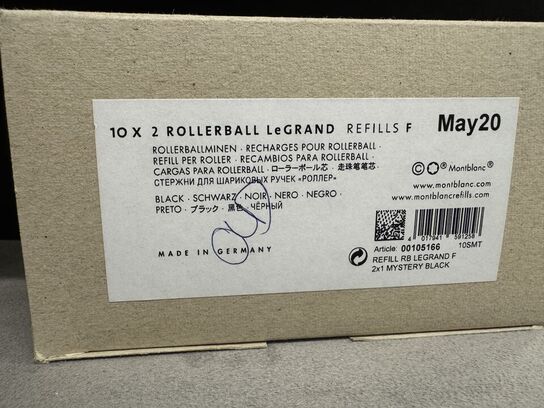 10 X 2 ROLLERBALL LeGRAND REFILLS F
May20
ROLLERBALLMINEN · RECHARGES POUR ROLLERBALL ·
REFILL PER ROLLER · RECAMBIOS PARA ROLLERBALL ·
CARGAS PARA ROLLERBALL · ローラーボール芯 · 走珠笔笔芯 ·
СТЕРЖНИ ДЛЯ ШАРИКОВЫХ РУЧЕК «РОЛЛЕР»
BLACK · SCHWARZ · NOIR · NERO · NEGRO ·
PRETO · ブラック · 黑色 · ЧЁРНЫЙ
MADE IN GERMANY
© Montblanc®
www.montblanc.com
www.montblancrefills.com
4 017941 591258
Article: 00105166 10SMT
REFILL RB LEGRAND F
2x1 MYSTERY BLACK